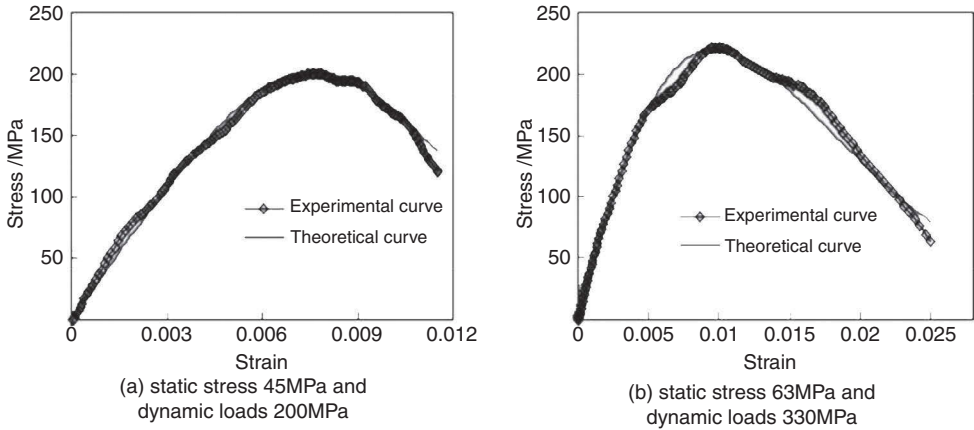 250
200
150
100
50
0
0.003
0.006
0.009
0.012
Stress /MPa
Strain
Experimental curve
Theoretical curve
(a) static stress 45MPa and
dynamic loads 200MPa
250
200
150
100
50
0
0.005
0.01
0.015
0.02
0.025
Stress /MPa
Strain
Experimental curve
Theoretical curve
(b) static stress 63MPa and
dynamic loads 330MPa